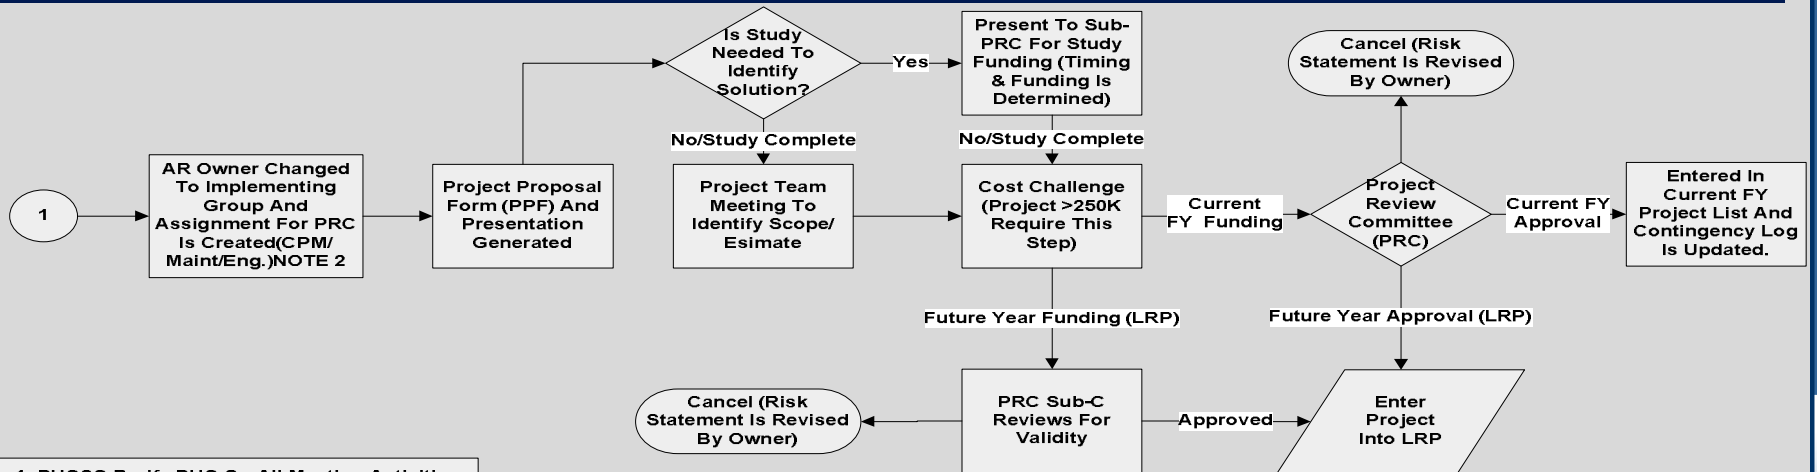 1
AR Owner Changed
To Implementing
Group And
Assignment For PRC
Is Created(CPM/
Maint/Eng.)NOTE 2
Project Proposal
Form (PPF) And
Presentation
Generated
Is Study
Needed To
Identify
Solution?
Yes
No/Study Complete
Present To Sub-
PRC For Study
Funding (Timing
& Funding Is
Determined)
No/Study Complete
Project Team
Meeting To
Identify Scope/
Esimate
Cost Challenge
(Project >250K
Require This
Step)
Current
FY Funding
Project
Review
Committee
(PRC)
Cancel (Risk
Statement Is Revised
By Owner)
Current FY
Approval
Entered In
Current FY
Project List And
Contingency Log
Is Updated.
Future Year Funding (LRP)
Future Year Approval (LRP)
Cancel (Risk
Statement Is Revised
By Owner)
PRC Sub-C
Reviews For
Validity
Approved
Enter
Project
Into LRP